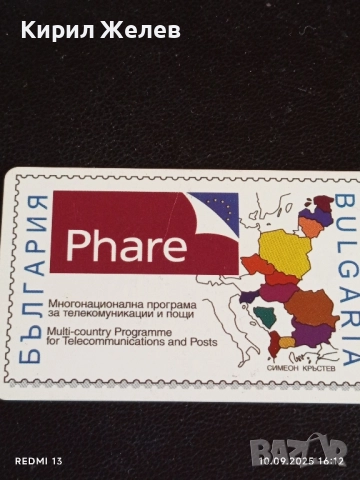 Кирил Желев
БЪЛГАРИЯ
Phare
BULGARIA
Многонационална програма
за телекомуникации и пощи
Multi-country Programme
for Telecommunications and Posts
СИМЕОН КРЪСТЕВ
BAZAR
REDMI 13
10.09.2025 16:12